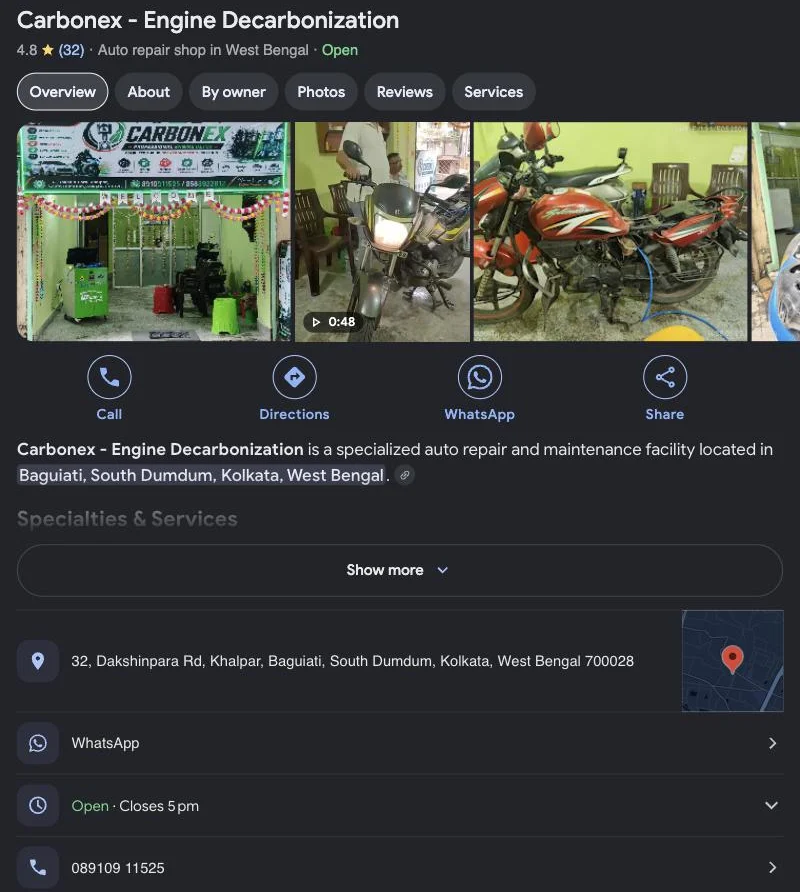 Carbonex - Engine Decarbonization
4.8 ★ (32) · Auto repair shop in West Bengal · Open
Overview
About
By owner
Photos
Reviews
Services
CARBONEX
WELCOME
0:48
Call
Directions
WhatsApp
Share
Carbonex - Engine Decarbonization is a specialized auto repair and maintenance facility located in
Baguiati, South Dumdum, Kolkata, West Bengal.
Specialties & Services
Show more
32, Dakshinpara Rd, Khalpar, Baguiati, South Dumdum, Kolkata, West Bengal 700028
WhatsApp
Open · Closes 5 pm
089109 11525